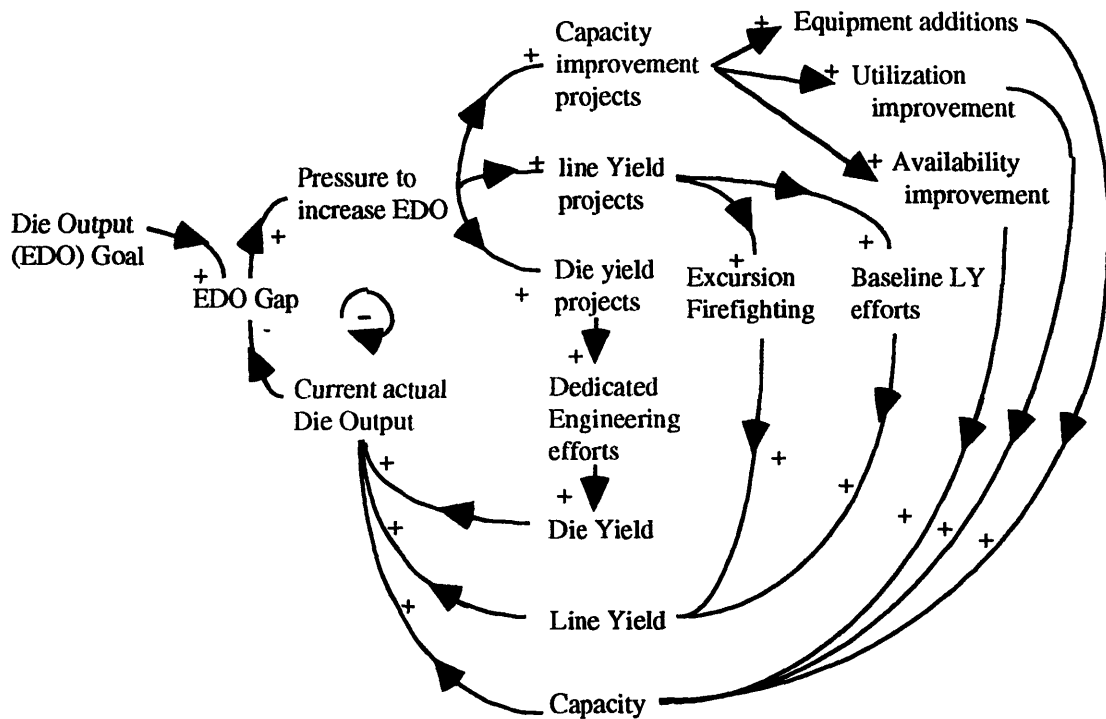 Capacity
improvement
projects
Equipment additions
Utilization
improvement
Availability
improvement
line Yield
projects
Pressure to
increase EDO
Die Output
(EDO) Goal
EDO Gap
Die yield
projects
Excursion
Firefighting
Baseline LY
efforts
Current actual
Die Output
Dedicated
Engineering
efforts
Die Yield
Line Yield
Capacity
+
+
+
+
+
+
+
+
+
+
+
-
-
+
+
+
+
+
+
+
+
+
+